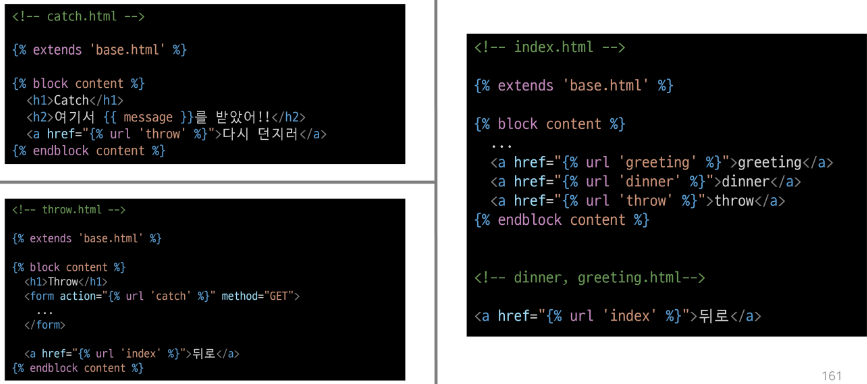 <!-- catch.html -->
{% extends 'base.html' %}
{% block content %}
<h1>Catch</h1>
<h2>여기서 {{ message }}를 받았어!!</h2>
<a href="{% url 'throw' %}">다시 던지러</a>
{% endblock content %}
<!-- throw.html -->
{% extends 'base.html' %}
{% block content %}
<h1>Throw</h1>
<form action="{% url 'catch' %}" method="GET">
...
</form>
<a href="{% url 'index' %}">뒤로</a>
{% endblock content %}
<!-- index.html -->
{% extends 'base.html' %}
{% block content %}
...
<a href="{% url 'greeting' %}">greeting</a>
<a href="{% url 'dinner' %}">dinner</a>
<a href="{% url 'throw' %}">throw</a>
{% endblock content %}
<!-- dinner, greeting.html-->
<a href="{% url 'index' %}">뒤로</a>
161